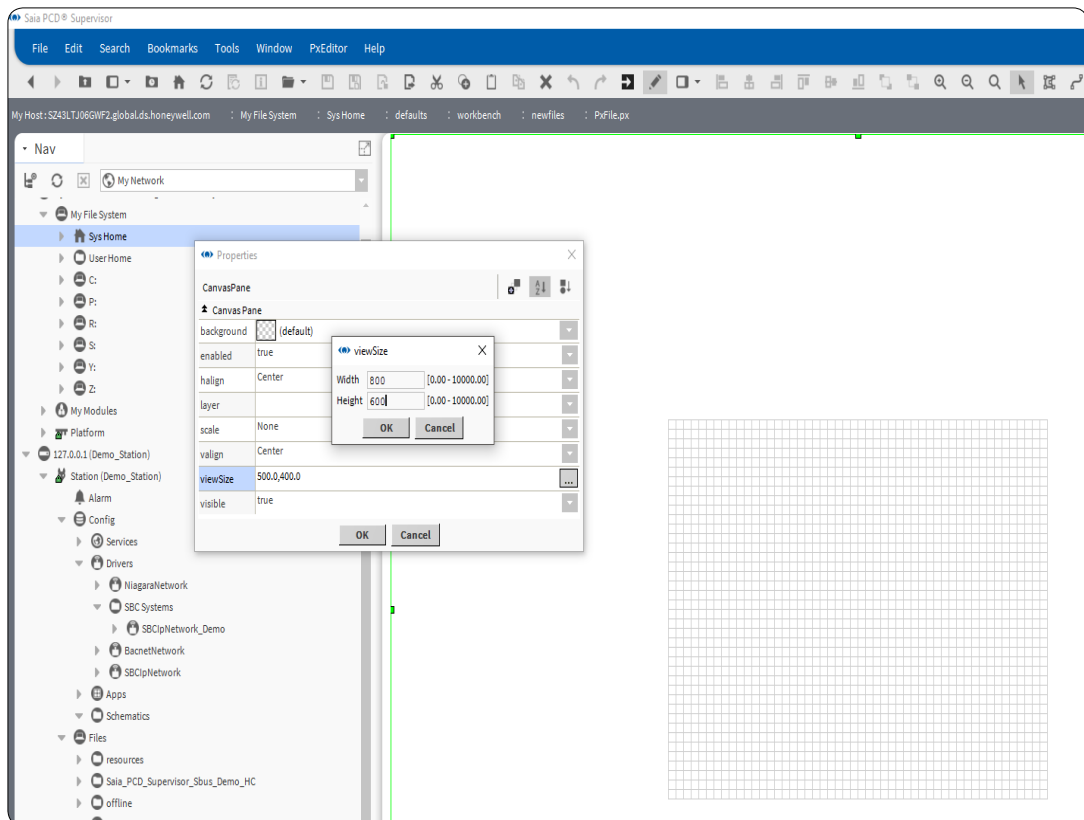 Saia PCD® Supervisor
File Edit Search Bookmarks Tools Window PxEditor Help
My Host : SZ43LTJ06GWF2.global.ds.honeywell.com : My File System : Sys Home : defaults : workbench : newfiles : PxFile.px
Nav
My Network
My File System
Sys Home
User Home
C:
P:
R:
S:
Y:
Z:
My Modules
Platform
127.0.0.1 (Demo_Station)
Station (Demo_Station)
Alarm
Config
Services
Drivers
NiagaraNetwork
SBC Systems
SBCIpNetwork_Demo
BacnetNetwork
SBCIpNetwork
Apps
Schematics
Files
resources
Saia_PCD_Supervisor_Sbus_Demo_HC
offline
Properties
CanvasPane
Canvas Pane
background (default)
enabled true
halign Center
layer
scale None
valign Center
viewSize 500.0,400.0 ...
visible true
OK Cancel
viewSize
Width 800 [0.00 - 10000.00]
Height 600 [0.00 - 10000.00]
OK Cancel